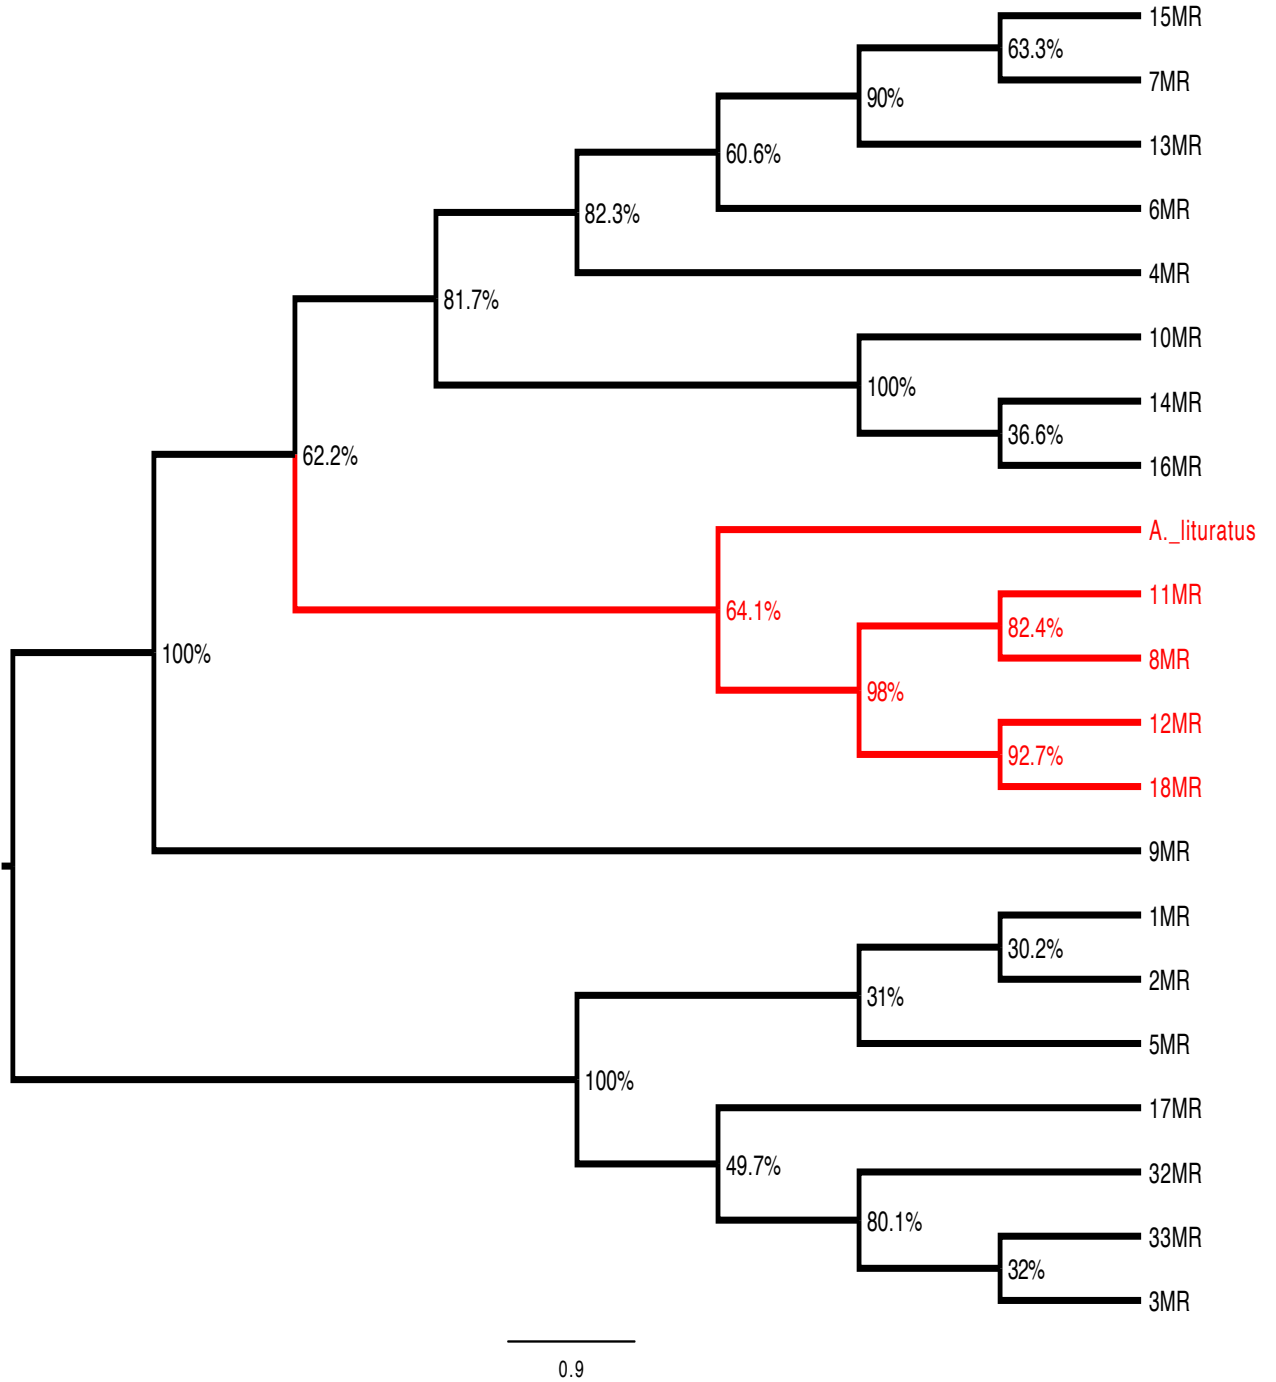 15MR
63.3%
7MR
90%
13MR
60.6%
6MR
82.3%
4MR
81.7%
10MR
100%
14MR
36.6%
16MR
62.2%
A._lituratus
11MR
64.1%
82.4%
8MR
98%
12MR
92.7%
18MR
100%
9MR
1MR
30.2%
2MR
31%
5MR
100%
17MR
49.7%
32MR
80.1%
33MR
32%
3MR
0.9